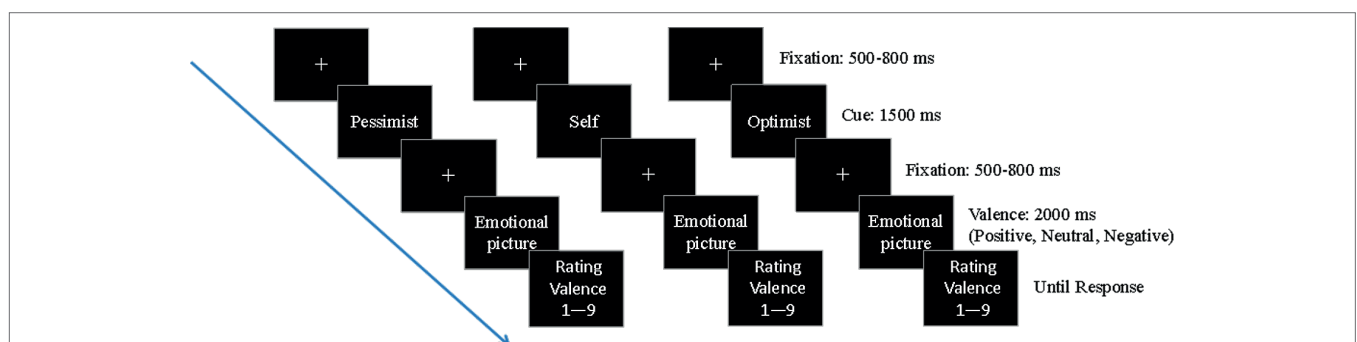 + + + Fixation: 500-800 ms
Pessimist Self Optimist Cue: 1500 ms
+ + + Fixation: 500-800 ms
Emotional picture Emotional picture Emotional picture Valence: 2000 ms
(Positive, Neutral, Negative)
Rating Valence 1—9 Rating Valence 1—9 Rating Valence 1—9 Until Response